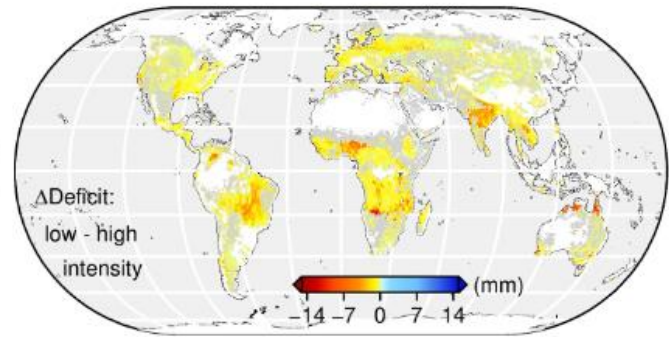 ΔDeficit:
low - high
intensity
(mm)
−14 −7 0 7 14